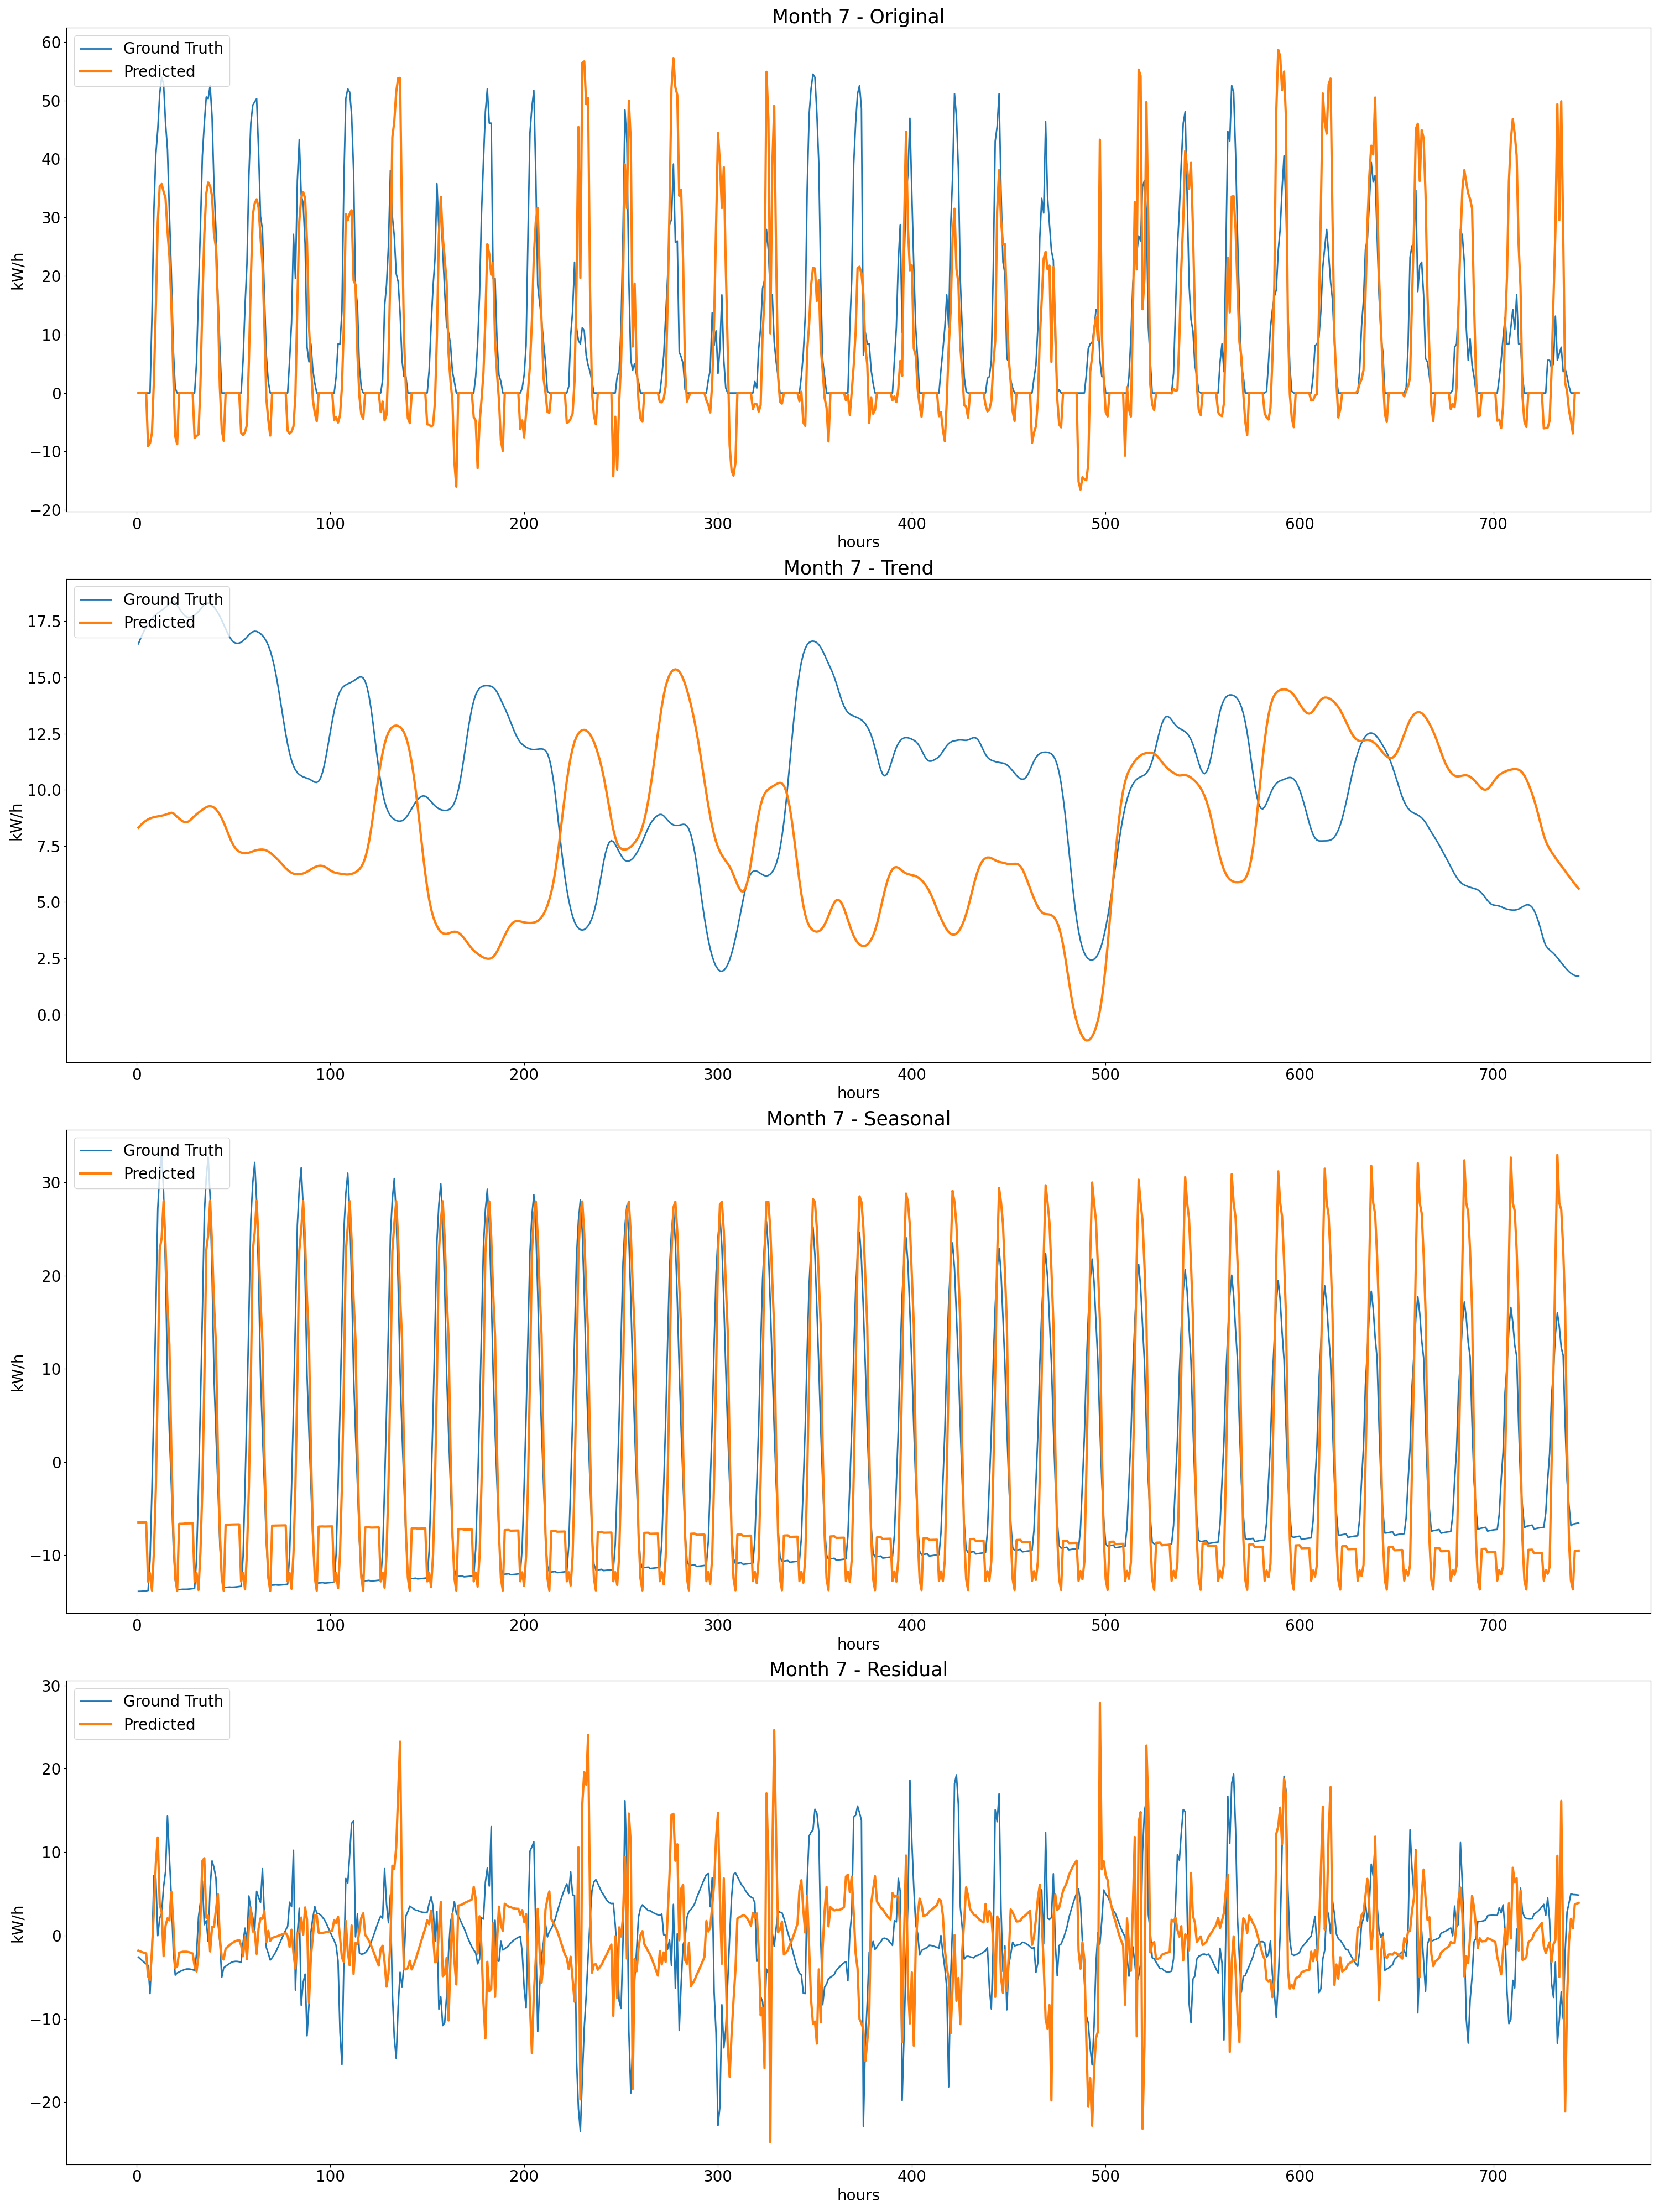 Month 7 - Original
Ground Truth
Predicted
60
50
40
30
20
10
0
−10
−20
kW/h
0 100 200 300 400 500 600 700
hours
Month 7 - Trend
Ground Truth
Predicted
17.5
15.0
12.5
10.0
7.5
5.0
2.5
0.0
kW/h
0 100 200 300 400 500 600 700
hours
Month 7 - Seasonal
Ground Truth
Predicted
30
20
10
0
−10
kW/h
0 100 200 300 400 500 600 700
hours
Month 7 - Residual
Ground Truth
Predicted
30
20
10
0
−10
−20
kW/h
0 100 200 300 400 500 600 700
hours